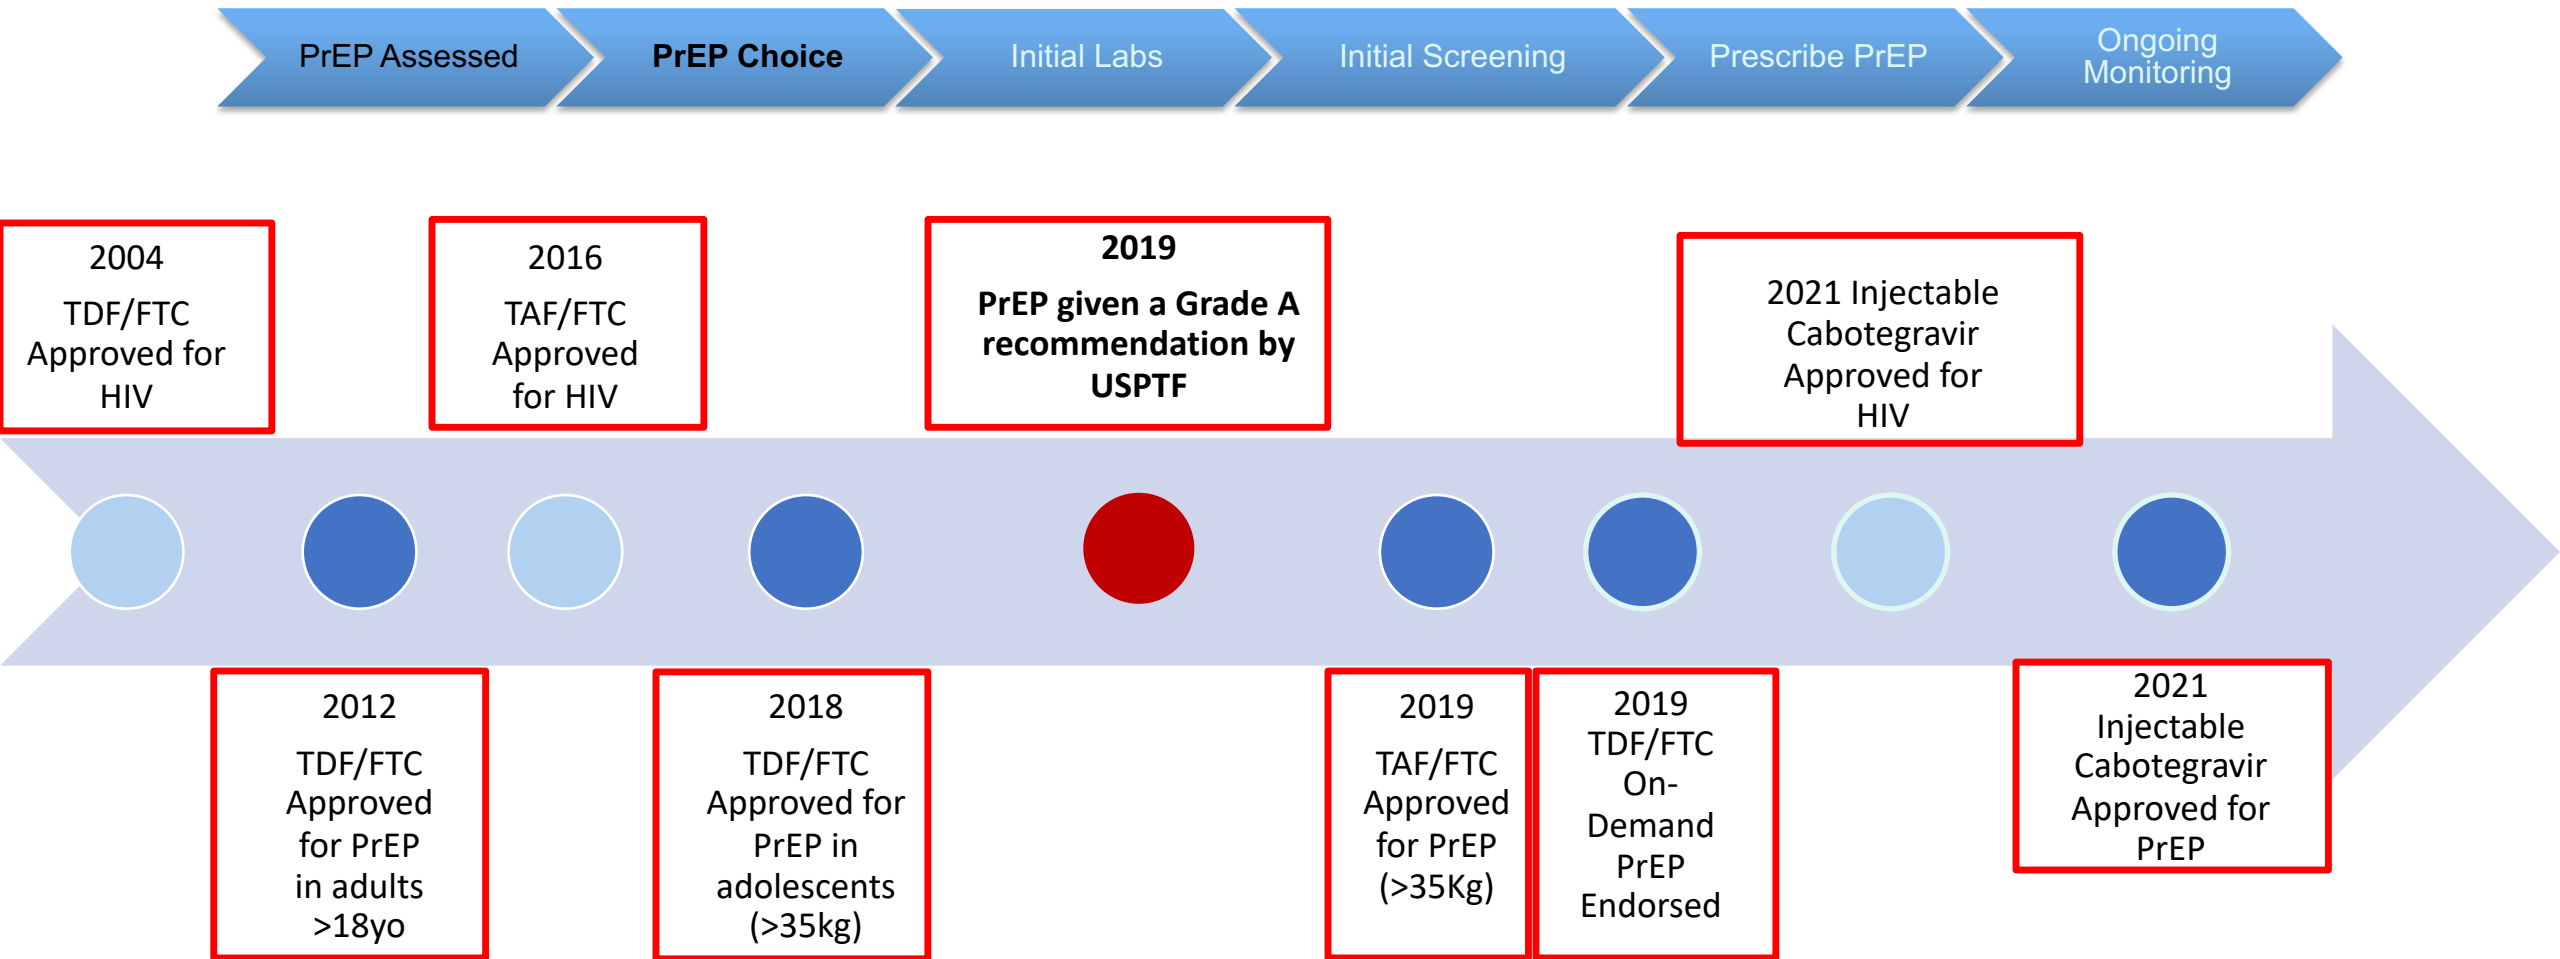 PrEP Assessed
PrEP Choice
Initial Labs
Initial Screening
Prescribe PrEP
Ongoing
Monitoring
2004
TDF/FTC
Approved for
HIV
2016
TAF/FTC
Approved
for HIV
2019
PrEP given a Grade A
recommendation by
USPTF
2021 Injectable
Cabotegravir
Approved for
HIV
2012
TDF/FTC
Approved
for PrEP
in adults
>18yo
2018
TDF/FTC
Approved for
PrEP in
adolescents
(>35kg)
2019
TAF/FTC
Approved
for PrEP
(>35Kg)
2019
TDF/FTC
On-
Demand
PrEP
Endorsed
2021
Injectable
Cabotegravir
Approved for
PrEP